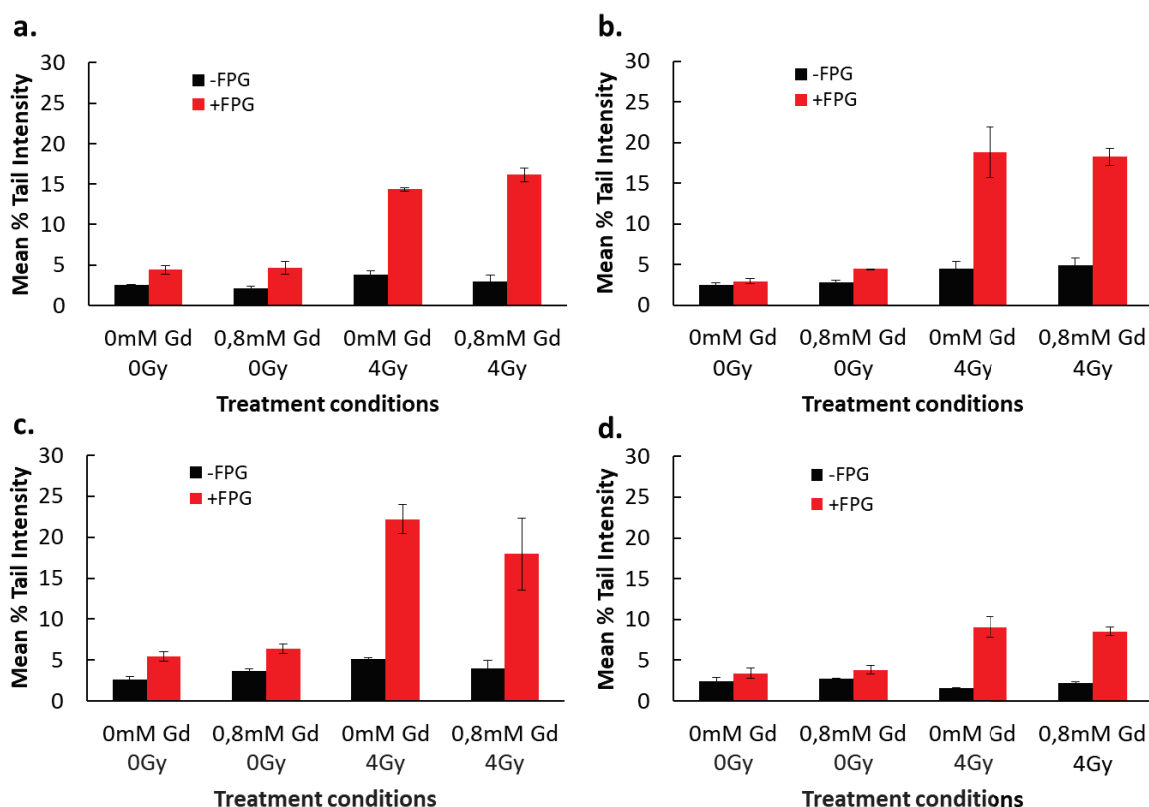 a.
Mean % Tail Intensity
30
25
20
15
10
5
0
-FPG
+FPG
0mM Gd 0,8mM Gd 0mM Gd 0,8mM Gd
0Gy 0Gy 4Gy 4Gy
Treatment conditions
b.
Mean % Tail Intensity
30
25
20
15
10
5
0
-FPG
+FPG
0mM Gd 0,8mM Gd 0mM Gd 0,8mM Gd
0Gy 0Gy 4Gy 4Gy
Treatment conditions
c.
Mean % Tail Intensity
30
25
20
15
10
5
0
-FPG
+FPG
0mM Gd 0,8mM Gd 0mM Gd 0,8mM Gd
0Gy 0Gy 4Gy 4Gy
Treatment conditions
d.
Mean % Tail Intensity
30
25
20
15
10
5
0
-FPG
+FPG
0mM Gd 0,8mM Gd 0mM Gd 0,8mM Gd
0Gy 0Gy 4Gy 4Gy
Treatment conditions